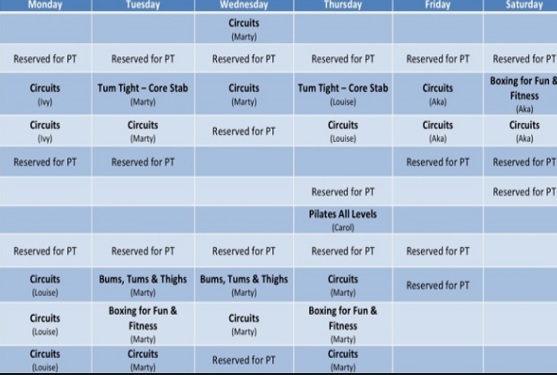 Monday Tuesday Wednesday Thursday Friday Saturday
Circuits
(Marty)
Reserved for PT Reserved for PT Reserved for PT Reserved for PT Reserved for PT Reserved for PT
Circuits Tum Tight – Core Stab Circuits Tum Tight – Core Stab Circuits Boxing for Fun & Fitness
(Ivy) (Marty) (Marty) (Louise) (Aka) (Aka)
Circuits Circuits Reserved for PT Circuits Circuits Circuits
(Ivy) (Marty) (Louise) (Aka) (Aka)
Reserved for PT Reserved for PT Reserved for PT Reserved for PT
Reserved for PT Reserved for PT
Pilates All Levels
(Carol)
Reserved for PT Reserved for PT Reserved for PT Reserved for PT Reserved for PT
Circuits Bums, Tums & Thighs Bums, Tums & Thighs Circuits Reserved for PT
(Louise) (Marty) (Marty) (Marty)
Circuits Boxing for Fun & Fitness Circuits Boxing for Fun & Fitness
(Louise) (Marty) (Marty) (Marty)
Circuits Circuits Reserved for PT Circuits
(Louise) (Marty) (Marty)